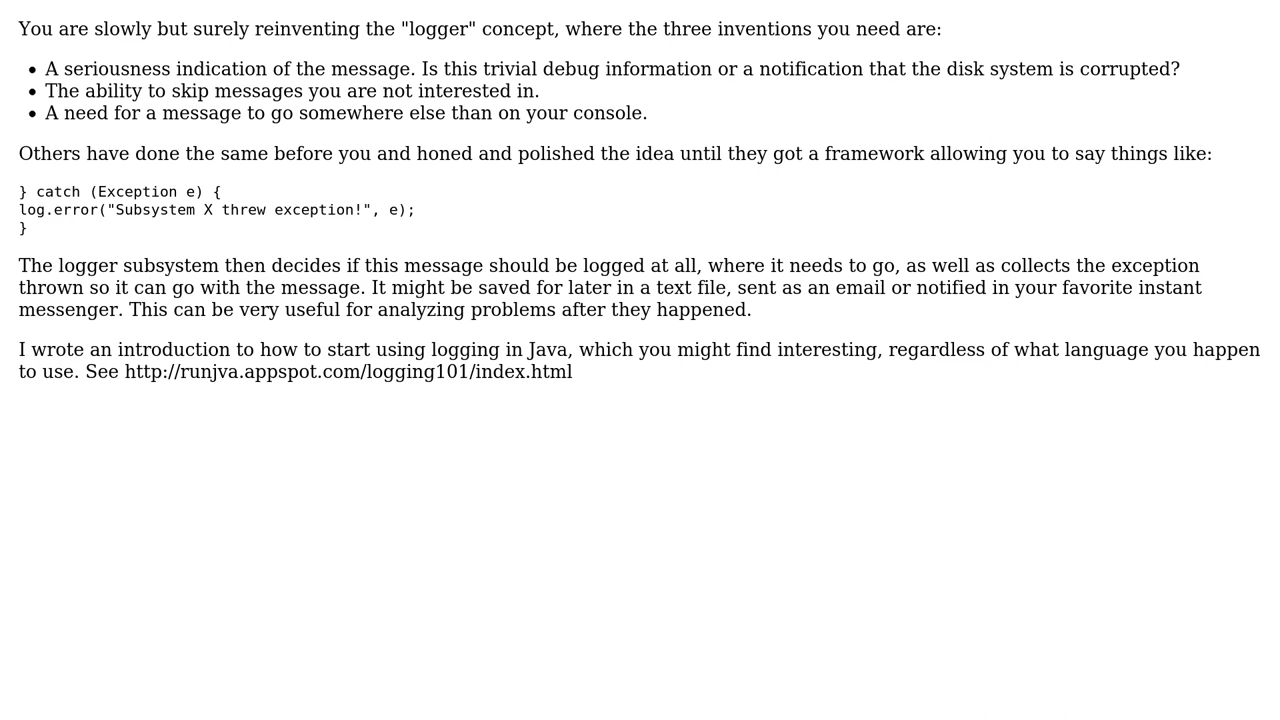 You are slowly but surely reinventing the "logger" concept, where the three inventions you need are:
• A seriousness indication of the message. Is this trivial debug information or a notification that the disk system is corrupted?
• The ability to skip messages you are not interested in.
• A need for a message to go somewhere else than on your console.
Others have done the same before you and honed and polished the idea until they got a framework allowing you to say things like:
} catch (Exception e) {
log.error("Subsystem X threw exception!", e);
}
The logger subsystem then decides if this message should be logged at all, where it needs to go, as well as collects the exception
thrown so it can go with the message. It might be saved for later in a text file, sent as an email or notified in your favorite instant
messenger. This can be very useful for analyzing problems after they happened.
I wrote an introduction to how to start using logging in Java, which you might find interesting, regardless of what language you happen
to use. See http://runjva.appspot.com/logging101/index.html